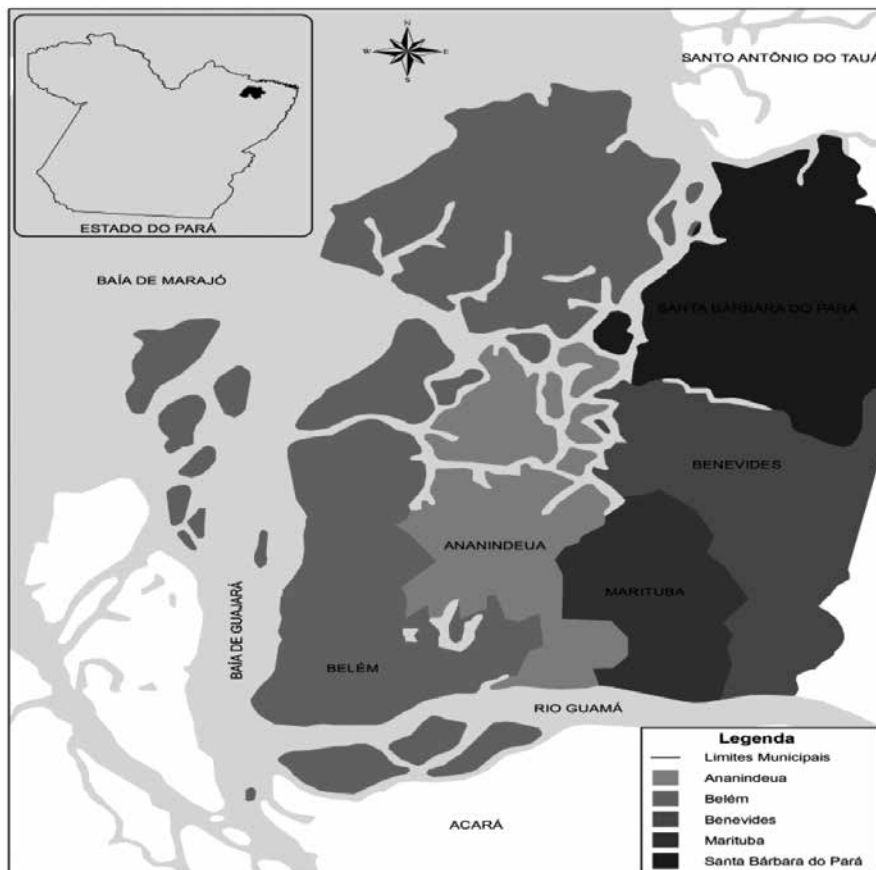 N
W E
S
SANTO ANTÔNIO DO TAUÁ
ESTADO DO PARÁ
BAÍA DE MARAJÓ
SANTA BÁRBARA DO PARÁ
BENEVIDES
ANANINDEUA
MARITUBA
BAÍA DE GUAJARÁ
BELÉM
RIO GUAMÁ
ACARÁ
Legenda
Limites Municipais
Ananindeua
Belém
Benevides
Marituba
Santa Bárbara do Pará